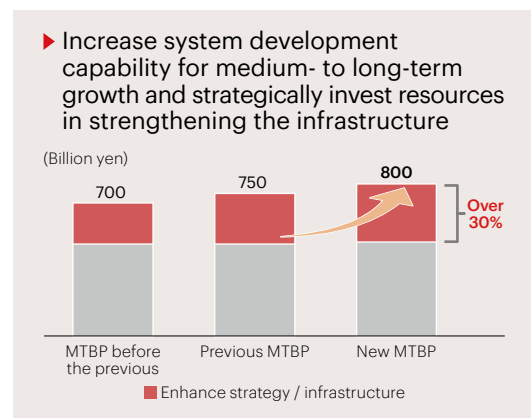 Increase system development
capability for medium- to long-term
growth and strategically invest resources
in strengthening the infrastructure
(Billion yen)
700
750
800
Over
30%
MTBP before
the previous
Previous MTBP
New MTBP
Enhance strategy / infrastructure